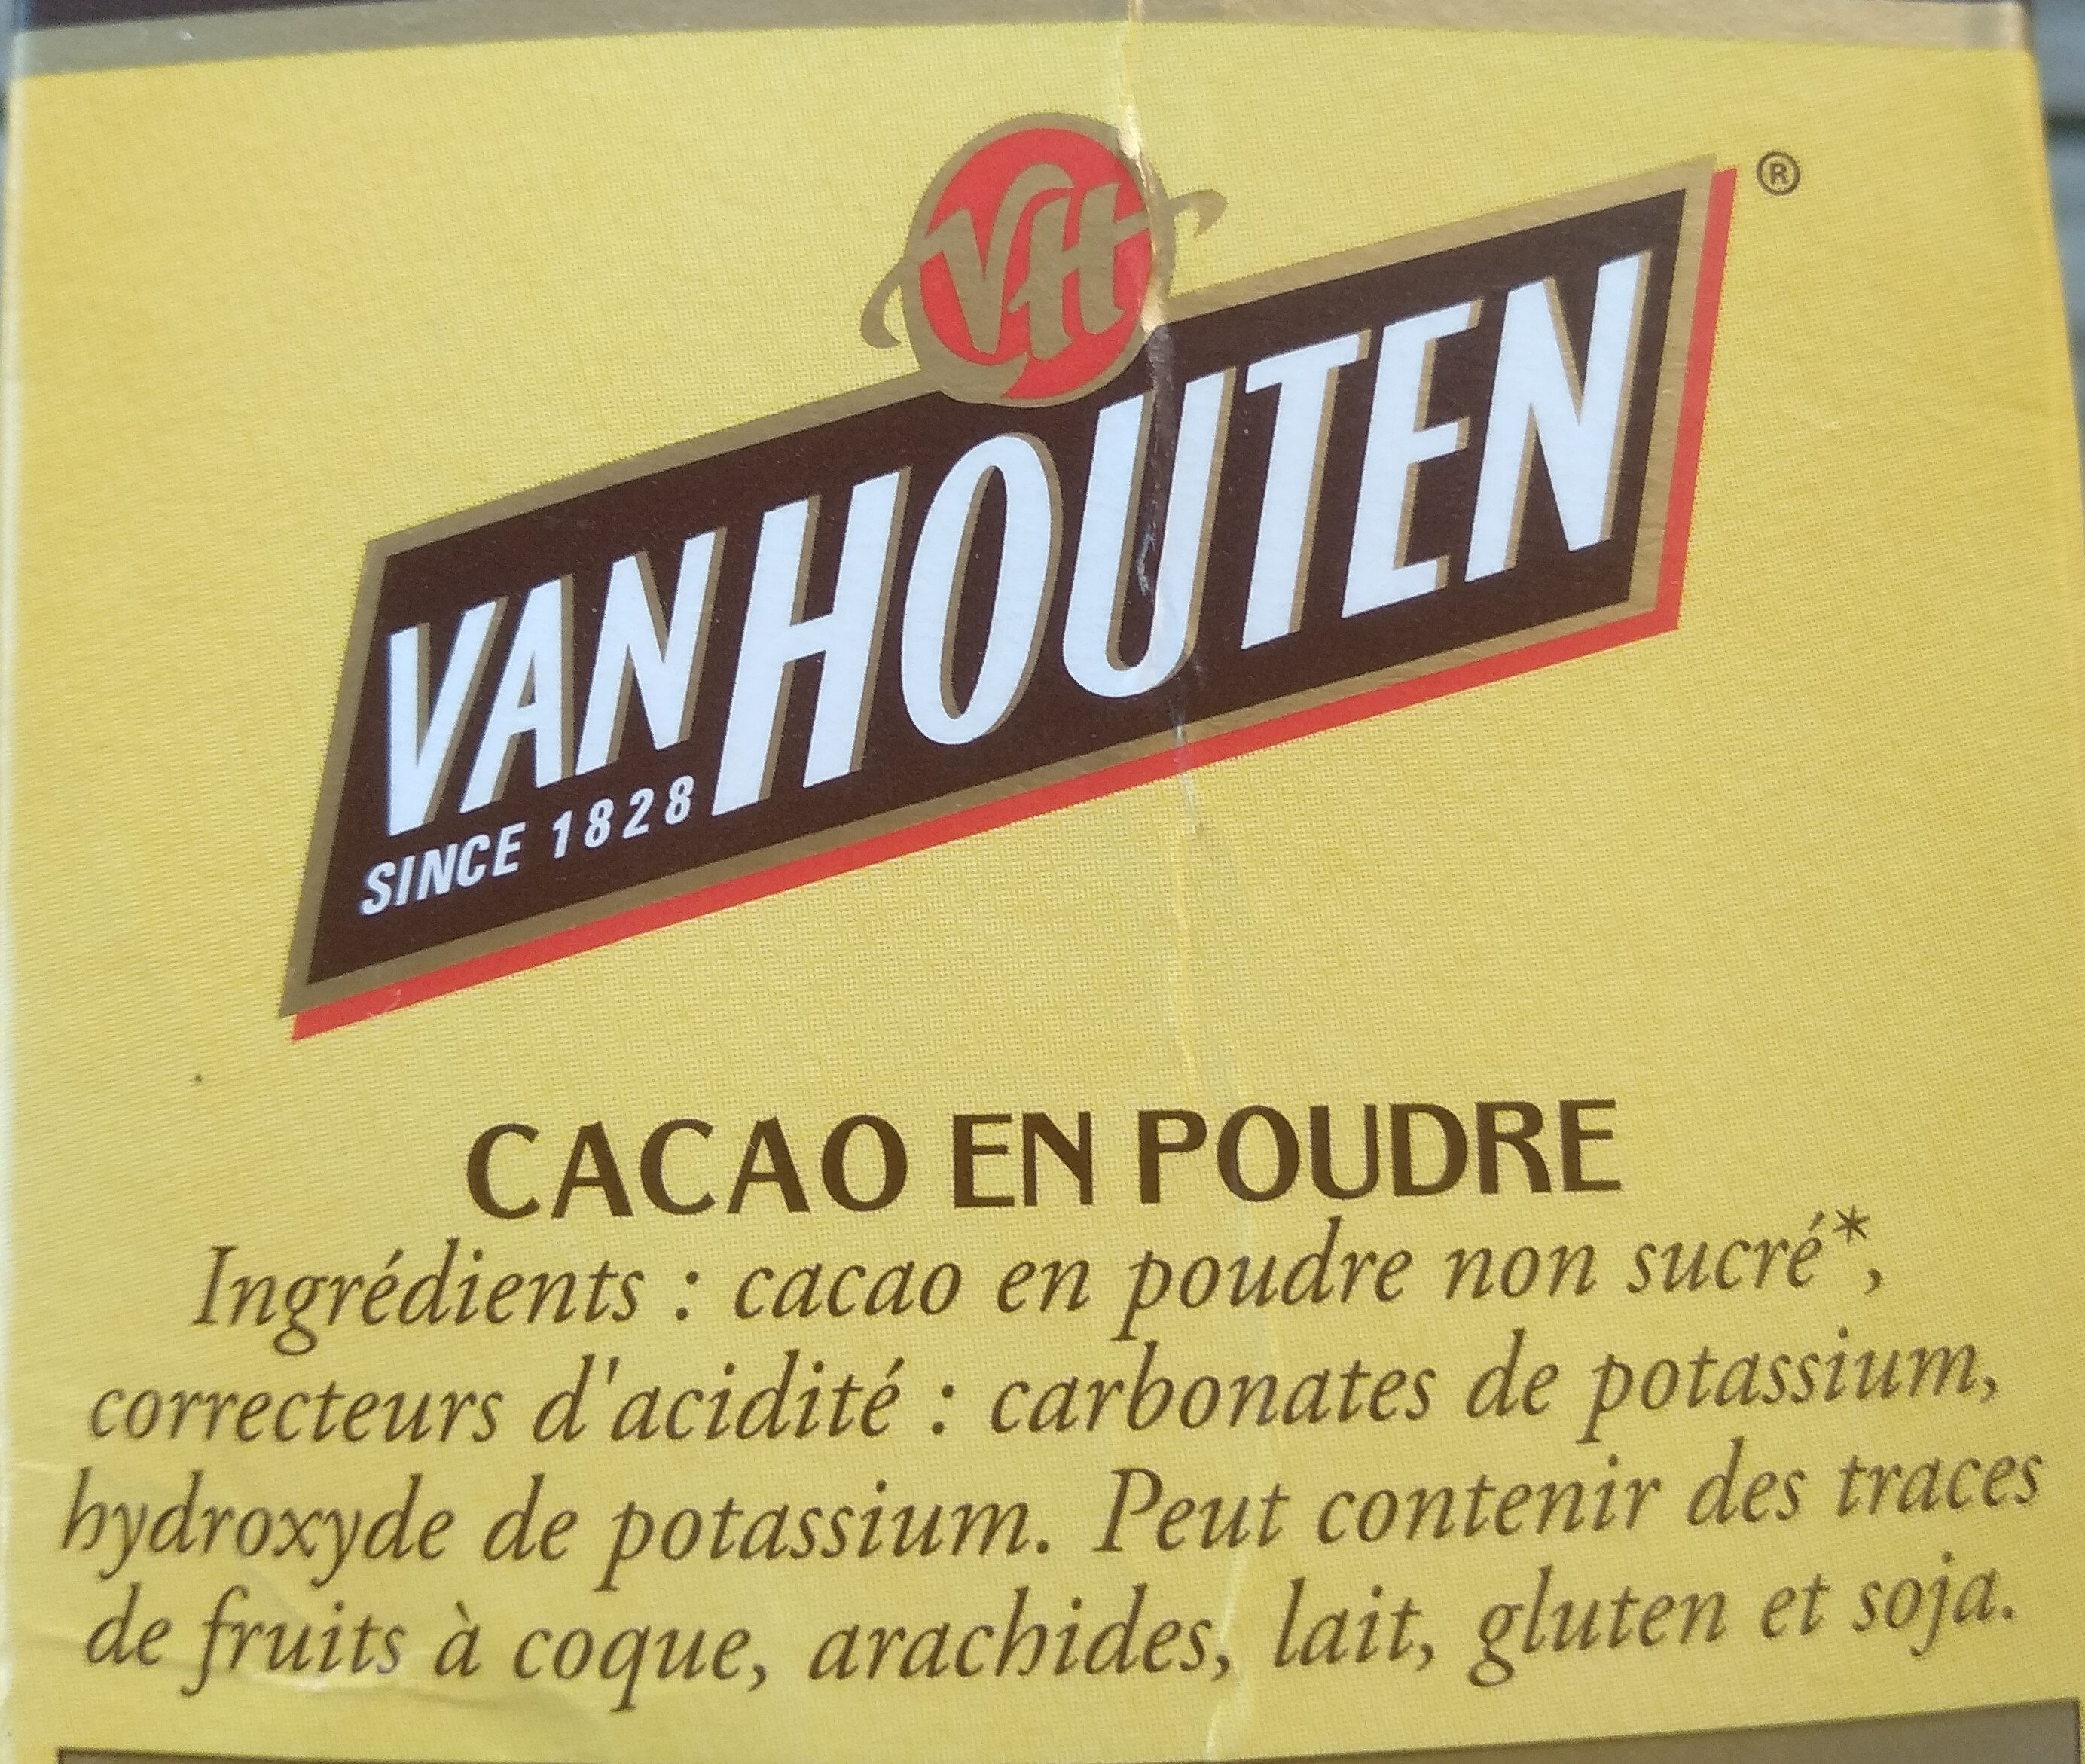 VH
®
VAN HOUTEN
SINCE 1828
CACAO EN POUDRE
Ingrédients : cacao en poudre non sucré*,
correcteurs d'acidité : carbonates de potassium,
hydroxyde de potassium. Peut contenir des traces
de fruits à coque, arachides, lait, gluten et soja.